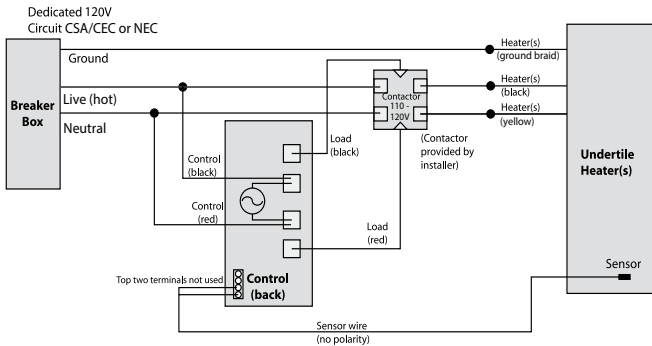 Dedicated 120V
Circuit CSA/CEC or NEC
Ground
Breaker
Box
Live (hot)
Neutral
Heater(s)
(ground braid)
Heater(s)
(black)
Heater(s)
(yellow)
Contactor
110 -
120V
(Contactor
provided by
installer)
Undertile
Heater(s)
Load
(black)
Control
(black)
Control
(red)
Load
(red)
Sensor
Top two terminals not used
Control
(back)
Sensor wire
(no polarity)